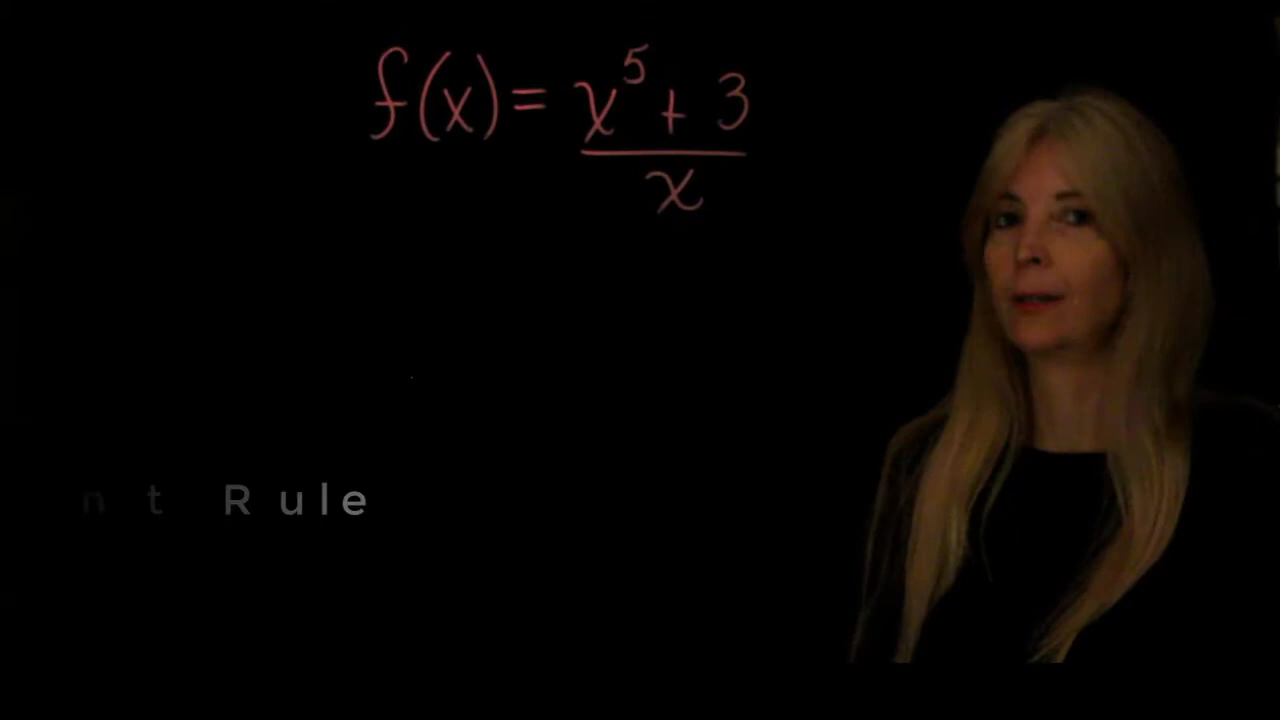 f(x) = x⁵ + 3
x
n t Rule